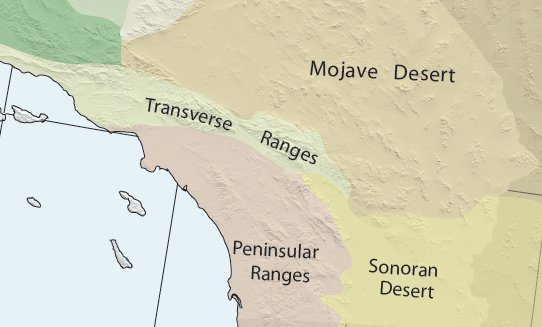 Mojave Desert
Transverse Ranges
Peninsular
Ranges
Sonoran
Desert